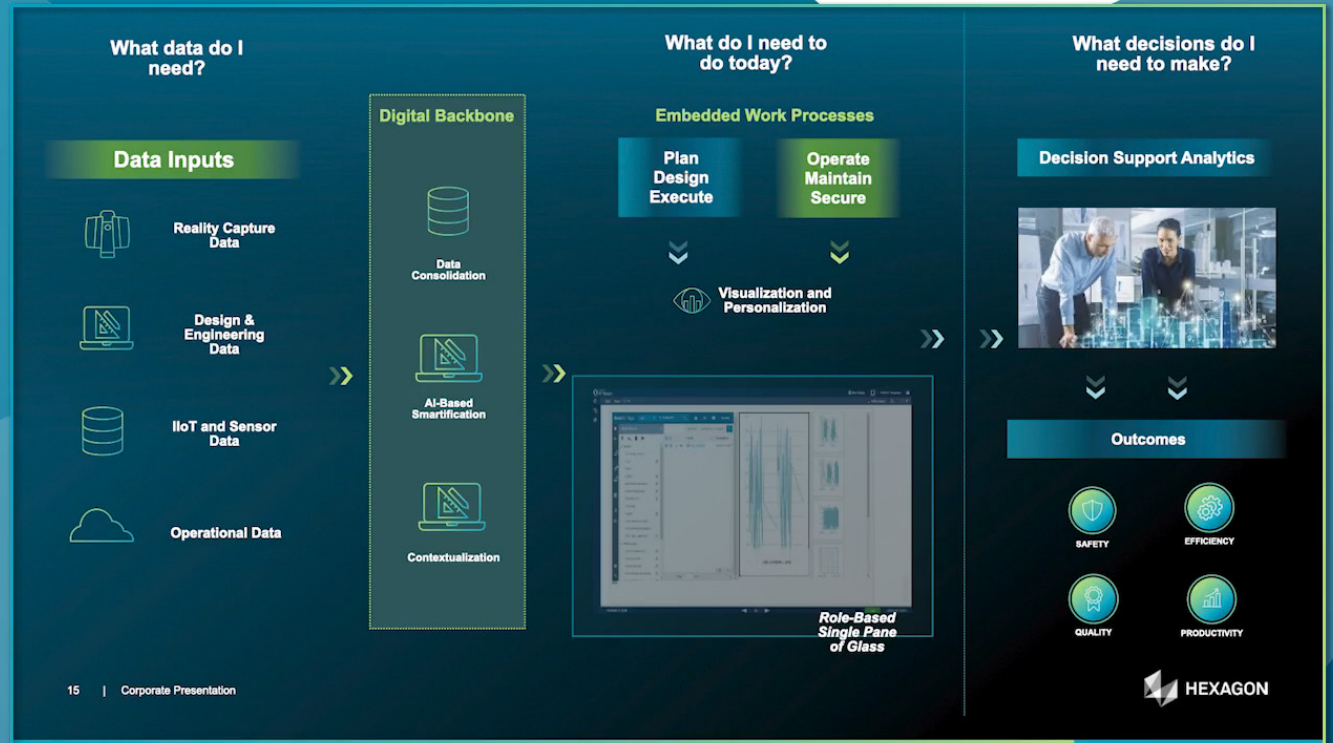 What data do I
need?
Data Inputs
Reality Capture
Data
Design &
Engineering
Data
IIoT and Sensor
Data
Operational Data
Digital Backbone
Data
Consolidation
AI-Based
Smartification
Contextualization
What do I need to
do today?
Embedded Work Processes
Plan
Design
Execute
Operate
Maintain
Secure
Visualization and
Personalization
Role-Based
Single Pane
of Glass
What decisions do I
need to make?
Decision Support Analytics
Outcomes
SAFETY
EFFICIENCY
QUALITY
PRODUCTIVITY
15 | Corporate Presentation
HEXAGON